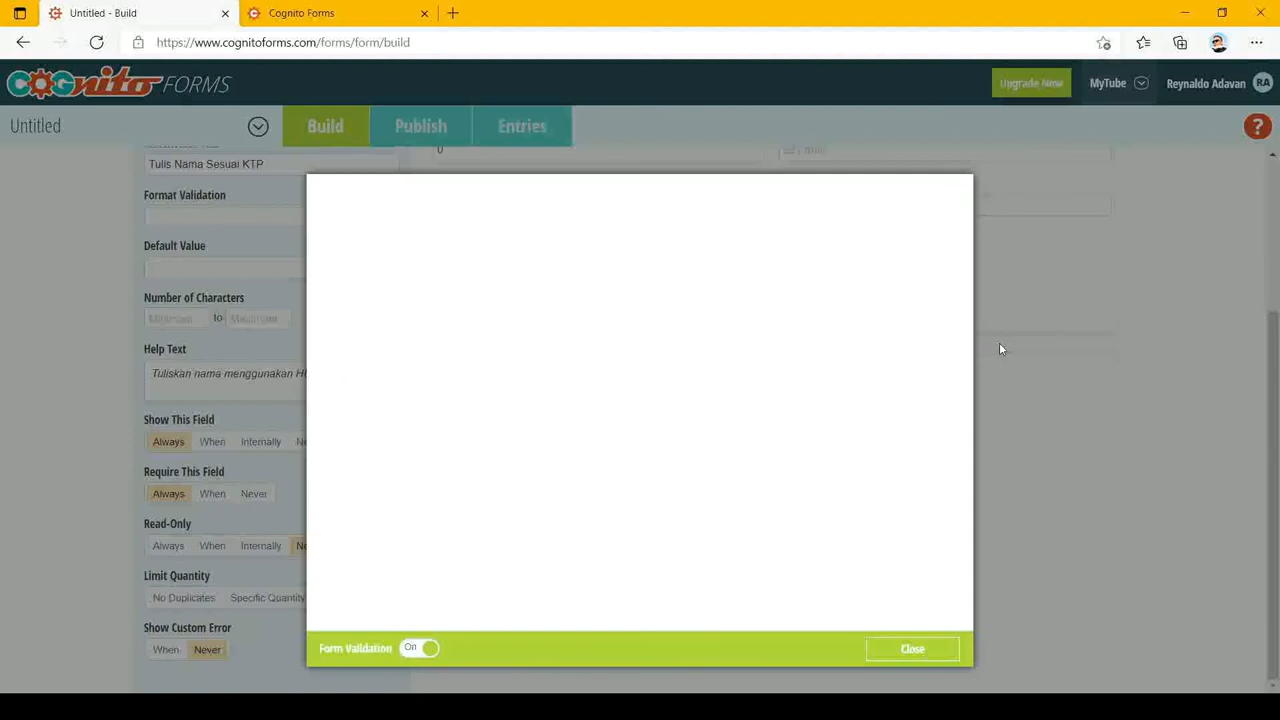 Untitled - Build
Cognito Forms
https://www.cognitoforms.com/forms/form/build
COGnito FORMS
Upgrade Now
MyTube
Reynaldo Adavan
RA
Untitled
Build
Publish
Entries
?
Tulis Nama Sesuai KTP
0
Format Validation
Default Value
Number of Characters
Minimum to Maximum
Help Text
Tuliskan nama menggunakan H
Show This Field
Always When Internally Ne
Require This Field
Always When Never
Read-Only
Always When Internally Ne
Limit Quantity
No Duplicates Specific Quantity
Show Custom Error
When Never
Form Validation On
Close